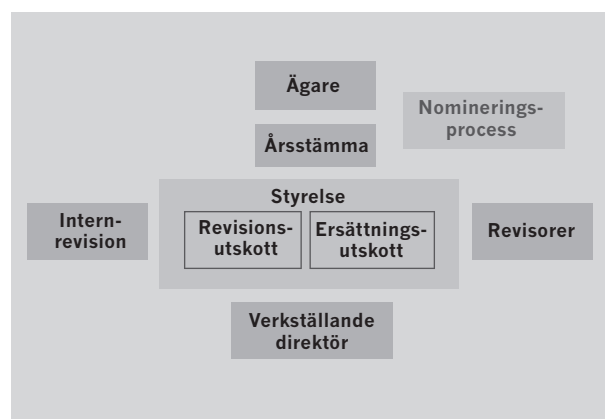 Ägare
Nominerings-
process
Årsstämma
Styrelse
Intern-
revision
Revisions-
utskott
Ersättnings-
utskott
Revisorer
Verkställande
direktör